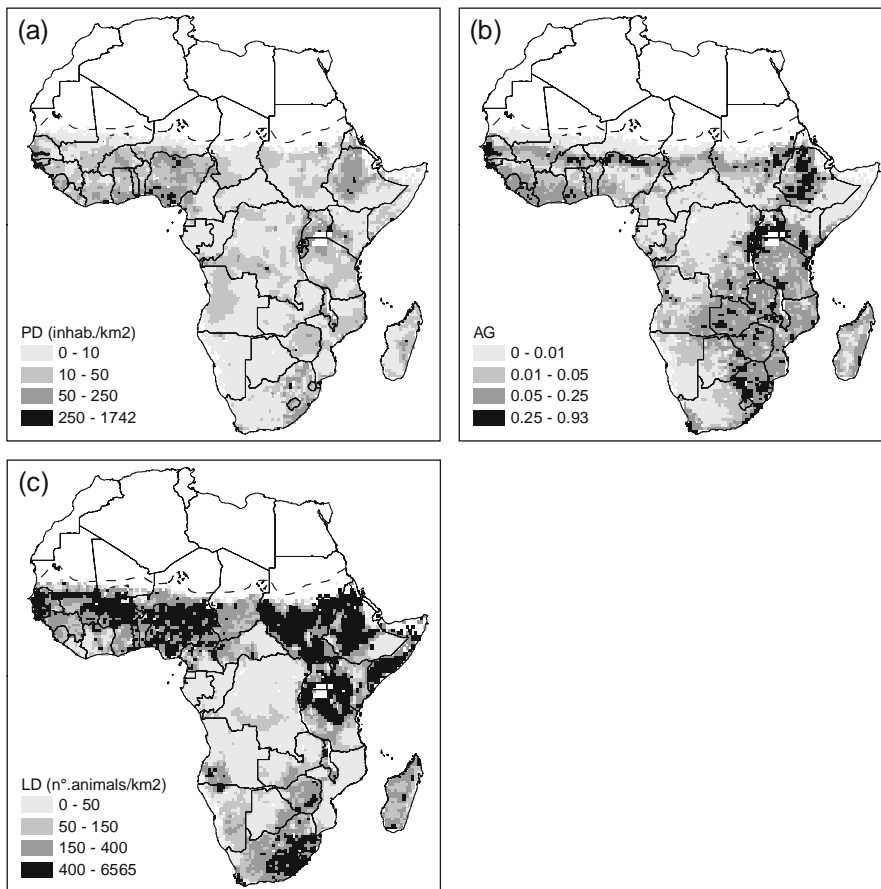 (a)
PD (inhab./km2)
0 - 10
10 - 50
50 - 250
250 - 1742
(b)
AG
0 - 0.01
0.01 - 0.05
0.05 - 0.25
0.25 - 0.93
(c)
LD (n°.animals/km2)
0 - 50
50 - 150
150 - 400
400 - 6565